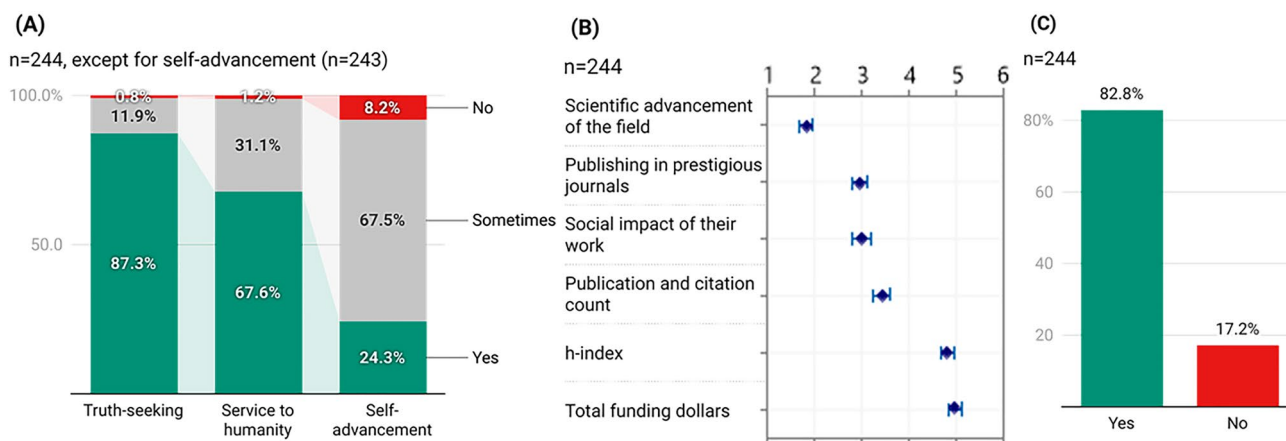 (A)
n=244, except for self-advancement (n=243)
100.0%
50.0
0.8%
11.9%
87.3%
1.2%
31.1%
67.6%
8.2%
67.5%
24.3%
No
Sometimes
Yes
Truth-seeking
Service to
humanity
Self-
advancement
(B)
n=244
1 2 3 4 5 6
Scientific advancement
of the field
Publishing in prestigious
journals
Social impact of their
work
Publication and citation
count
h-index
Total funding dollars
(C)
n=244
80%
60
40
20
82.8%
17.2%
Yes
No